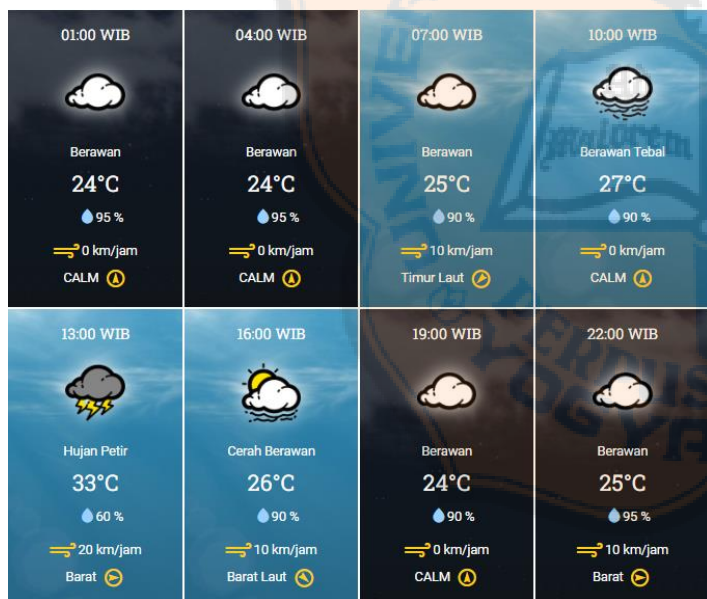 01:00 WIB
Berawan
24°C
95 %
0 km/jam
CALM
04:00 WIB
Berawan
24°C
95 %
0 km/jam
CALM
07:00 WIB
Berawan
25°C
90 %
10 km/jam
Timur Laut
10:00 WIB
Berawan Tebal
27°C
90 %
0 km/jam
CALM
13:00 WIB
Hujan Petir
33°C
60 %
20 km/jam
Barat
16:00 WIB
Cerah Berawan
26°C
90 %
10 km/jam
Barat Laut
19:00 WIB
Berawan
24°C
90 %
0 km/jam
CALM
22:00 WIB
Berawan
25°C
95 %
10 km/jam
Barat